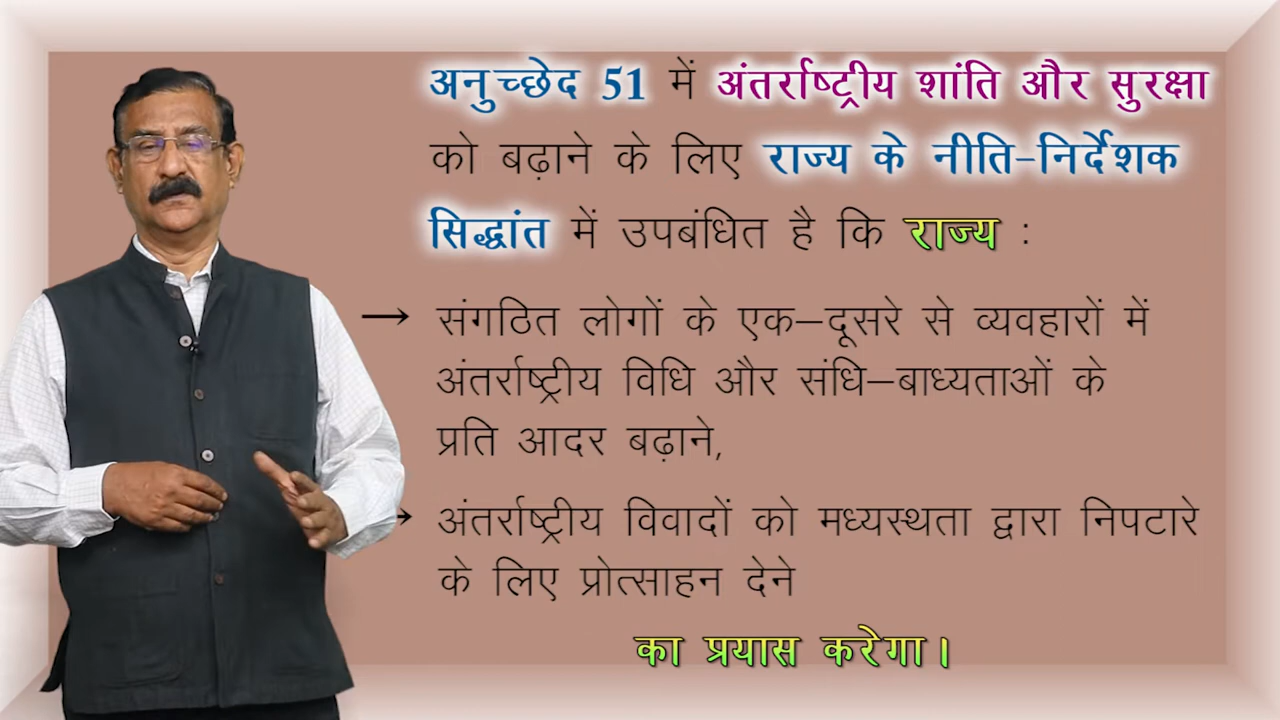 अनुच्छेद 51 में अंतर्राष्ट्रीय शांति और सुरक्षा
को बढ़ाने के लिए राज्य के नीति-निर्देशक
सिद्धांत में उपबंधित है कि राज्य :
→ संगठित लोगों के एक–दूसरे से व्यवहारों में
अंतर्राष्ट्रीय विधि और संधि–बाध्यताओं के
प्रति आदर बढ़ाने,
→ अंतर्राष्ट्रीय विवादों को मध्यस्थता द्वारा निपटारे
के लिए प्रोत्साहन देने
का प्रयास करेगा।